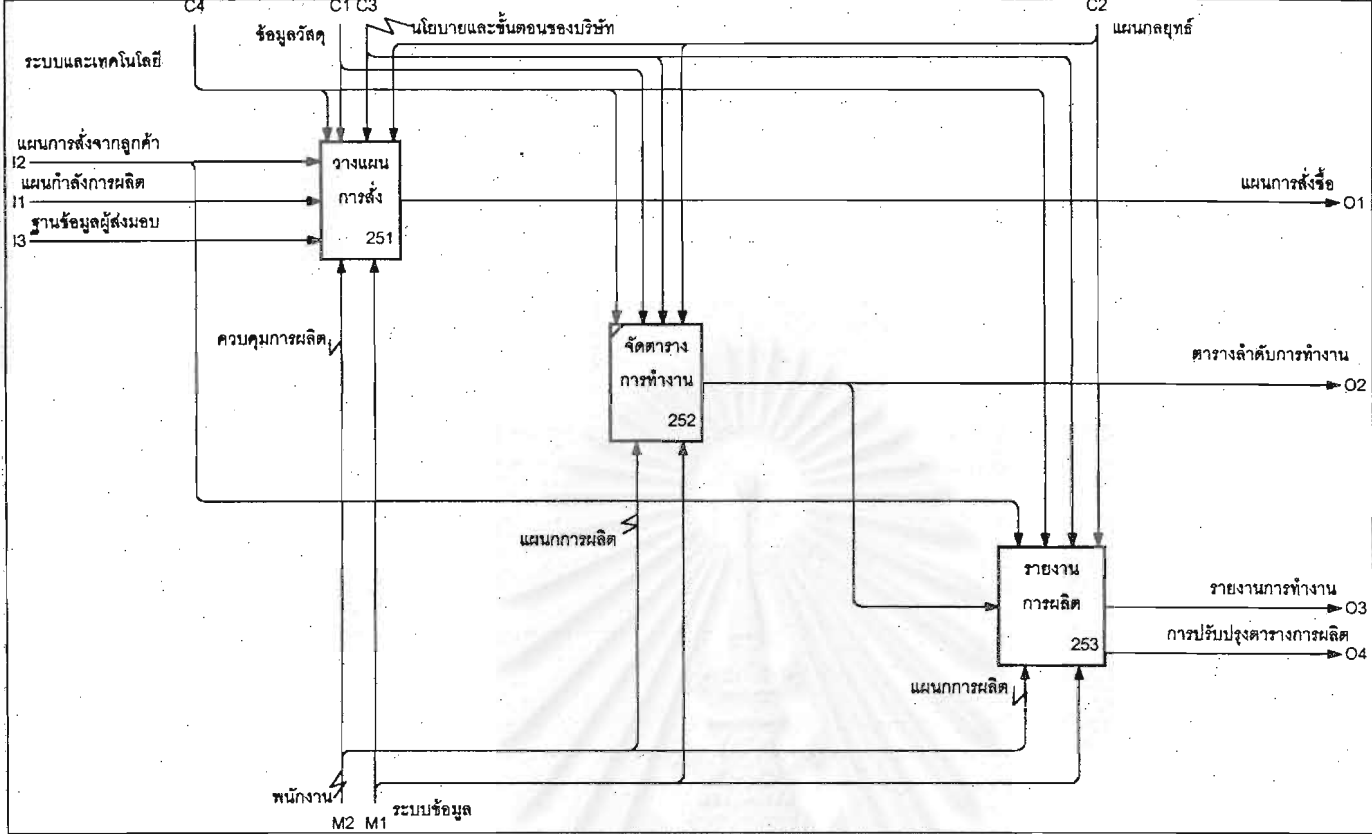 C4
C1 C3
C2
นโยบายและขั้นตอนของบริษัท
แผนกลยุทธ์
ข้อมูลวัสดุ
ระบบและเทคโนโลยี
แผนการสั่งจากลูกค้า
I2
แผนกำลังการผลิต
I1
ฐานข้อมูลผู้ส่งมอบ
I3
วางแผน
การสั่ง
251
แผนการสั่งซื้อ
O1
ควบคุมการผลิต
จัดตาราง
การทำงาน
252
ตารางลำดับการทำงาน
O2
แผนกการผลิต
รายงาน
การผลิต
253
รายงานการทำงาน
O3
การปรับปรุงตารางการผลิต
O4
แผนกการผลิต
พนักงาน
ระบบข้อมูล
M2 M1